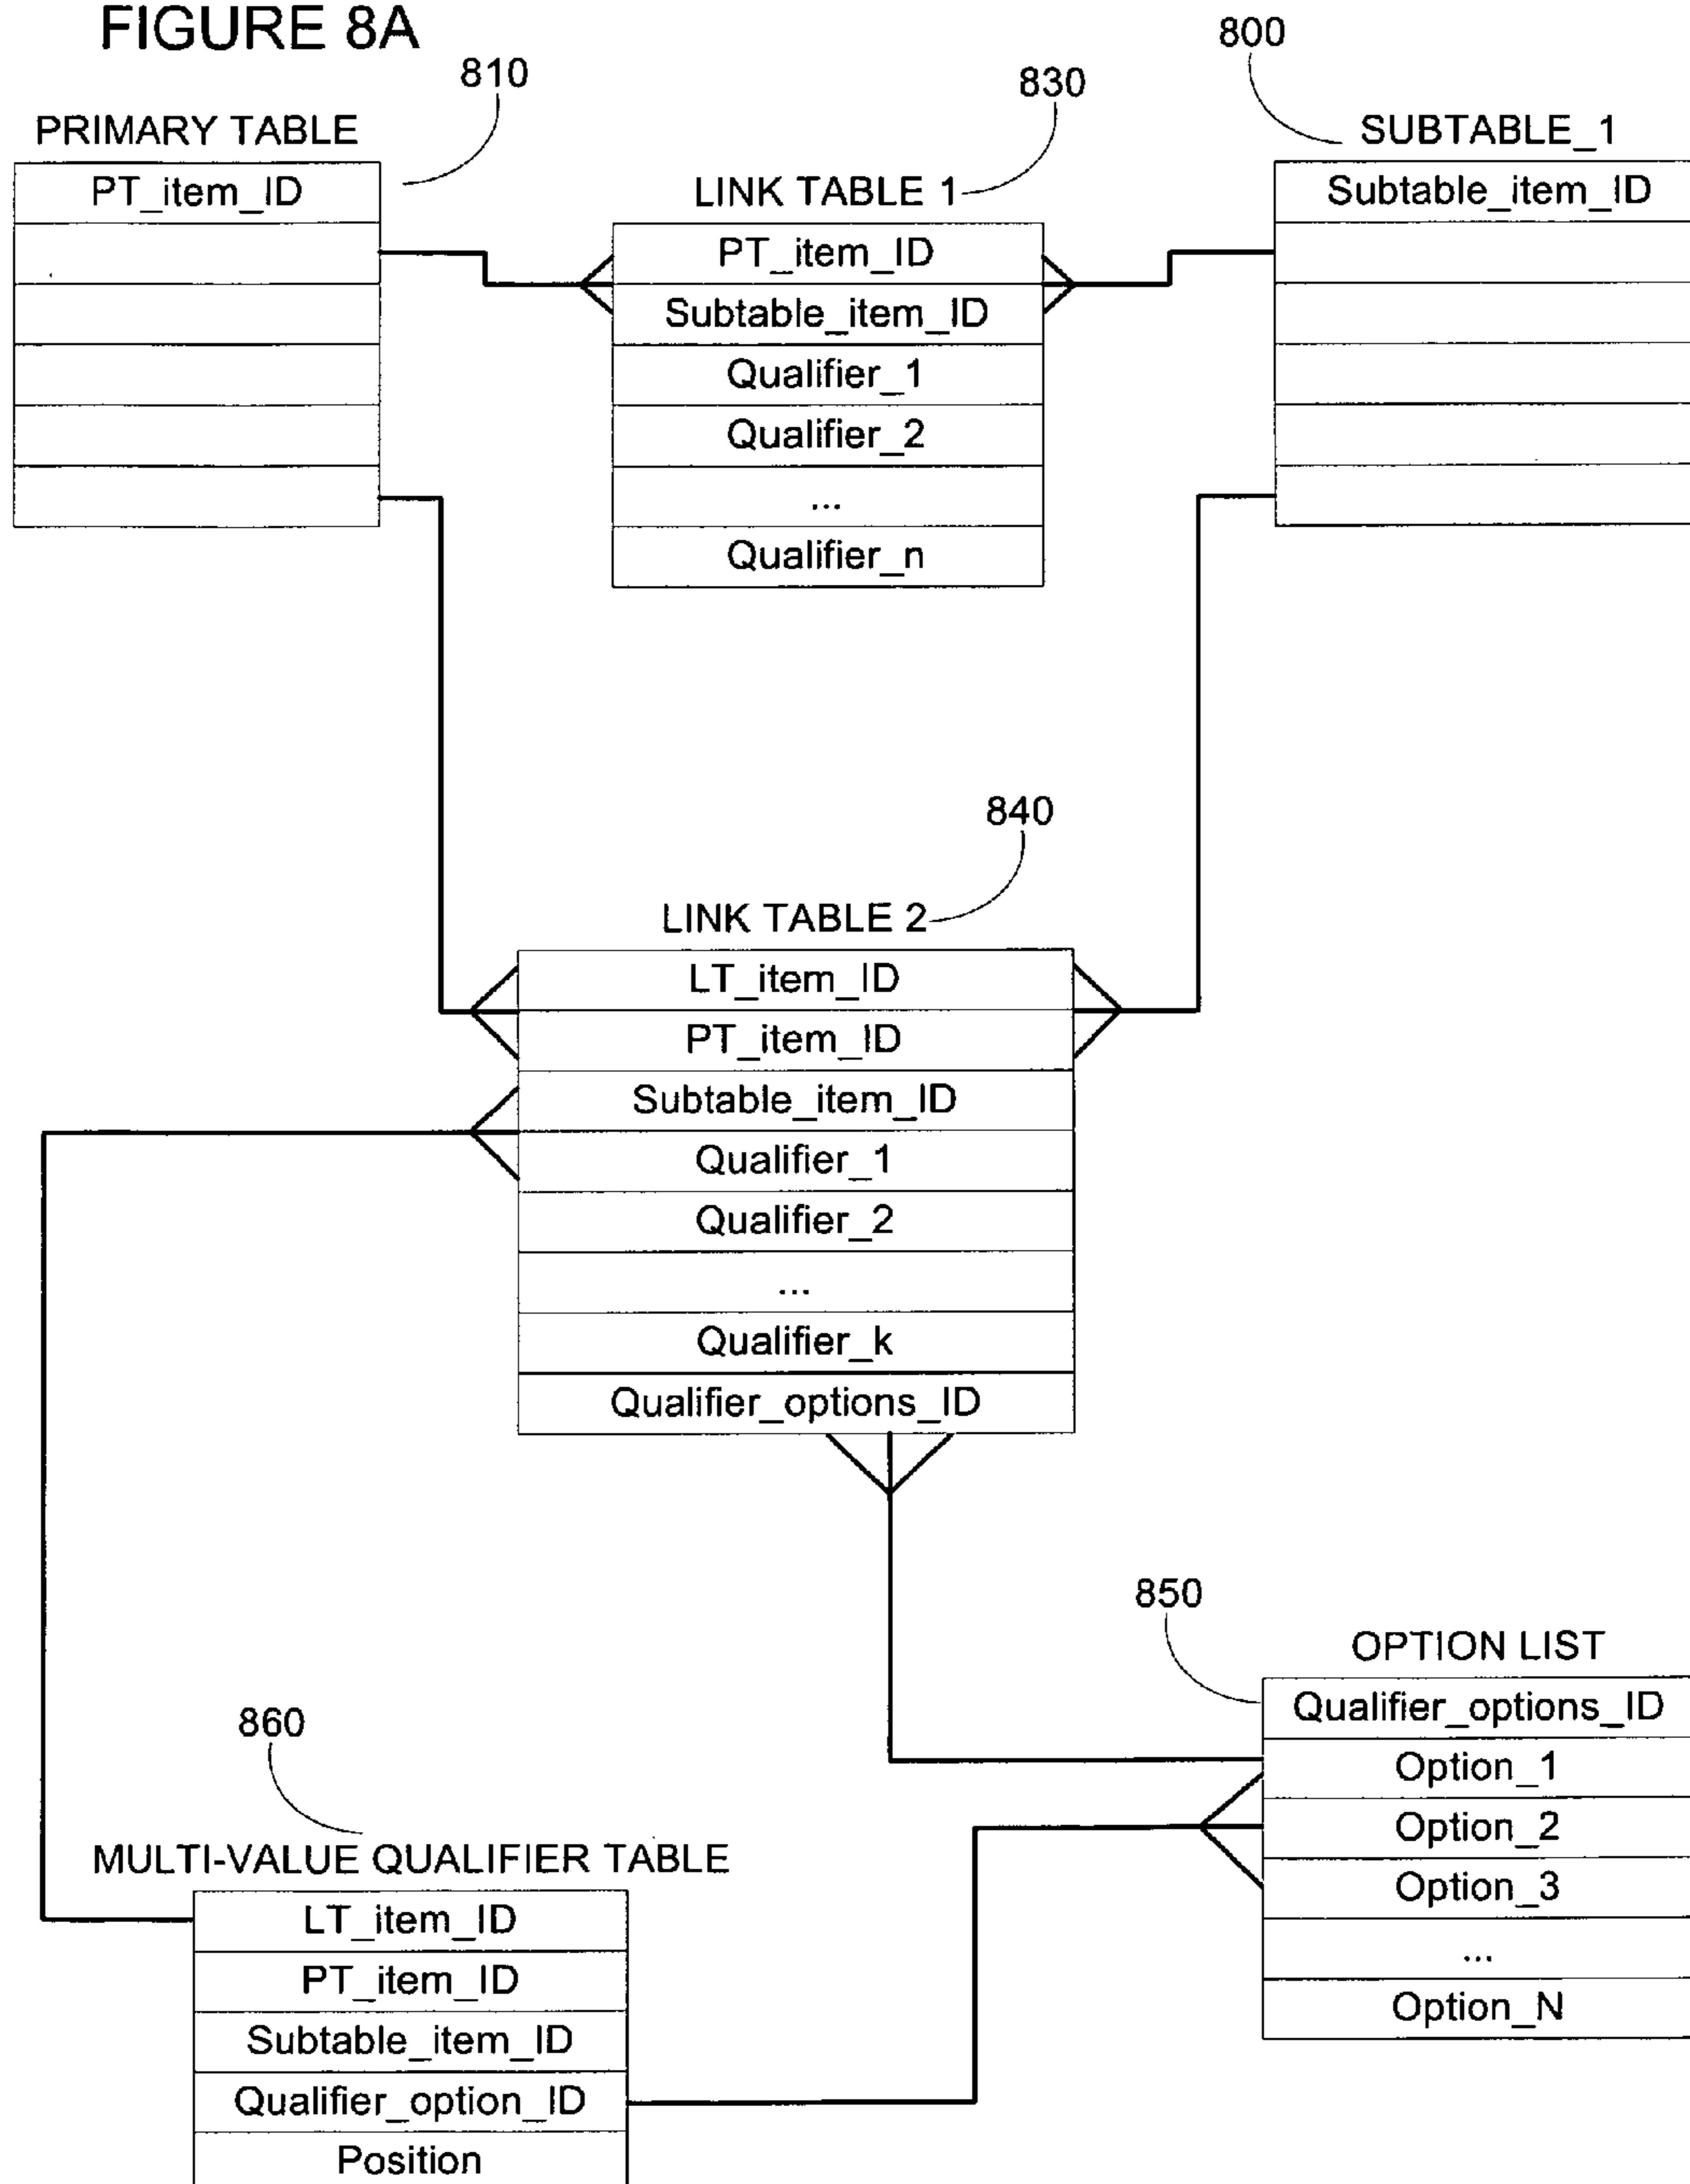 FIGURE 8A
810
830
800
PRIMARY TABLE
PT_item_ID
LINK TABLE 1
PT_item_ID
Subtable_item_ID
Qualifier_1
Qualifier_2
...
Qualifier_n
SUBTABLE_1
Subtable_item_ID
840
LINK TABLE 2
LT_item_ID
PT_item_ID
Subtable_item_ID
Qualifier_1
Qualifier_2
...
Qualifier_k
Qualifier_options_ID
850
OPTION LIST
Qualifier_options_ID
Option_1
Option_2
Option_3
...
Option_N
860
MULTI-VALUE QUALIFIER TABLE
LT_item_ID
PT_item_ID
Subtable_item_ID
Qualifier_option_ID
Position